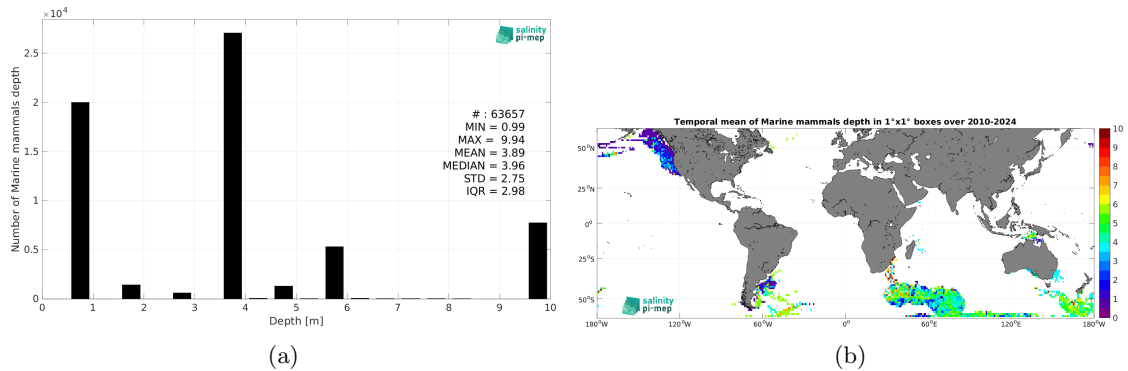 ×10⁴
salinity
pi-mep
2.5
2
1.5
1
0.5
0
Number of Marine mammals depth
# : 63657
MIN = 0.99
MAX = 9.94
MEAN = 3.89
MEDIAN = 3.96
STD = 2.75
IQR = 2.98
0 1 2 3 4 5 6 7 8 9 10
Depth [m]
(a)
Temporal mean of Marine mammals depth in 1°x1° boxes over 2010-2024
50°N
25°N
0°
25°S
50°S
180°W 120°W 60°W 0° 60°E 120°E 180°W
salinity
pi-mep
10
9
8
7
6
5
4
3
2
1
0
(b)